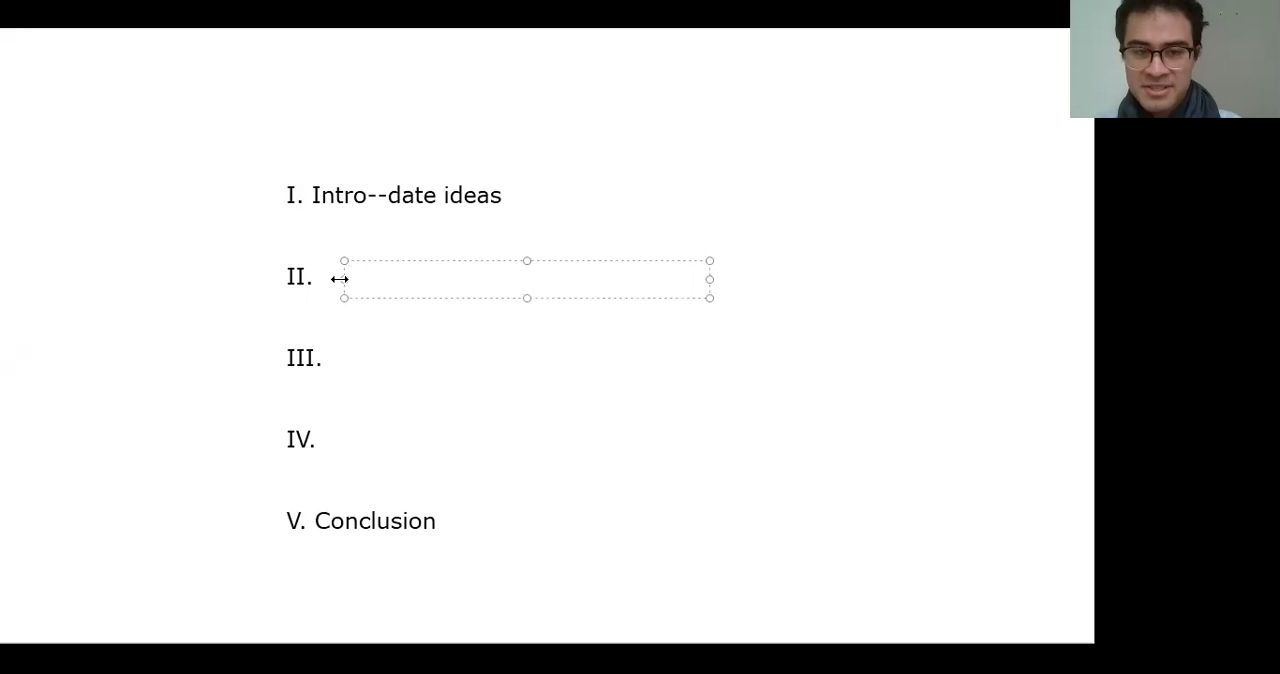 I. Intro--date ideas
II.
III.
IV.
V. Conclusion